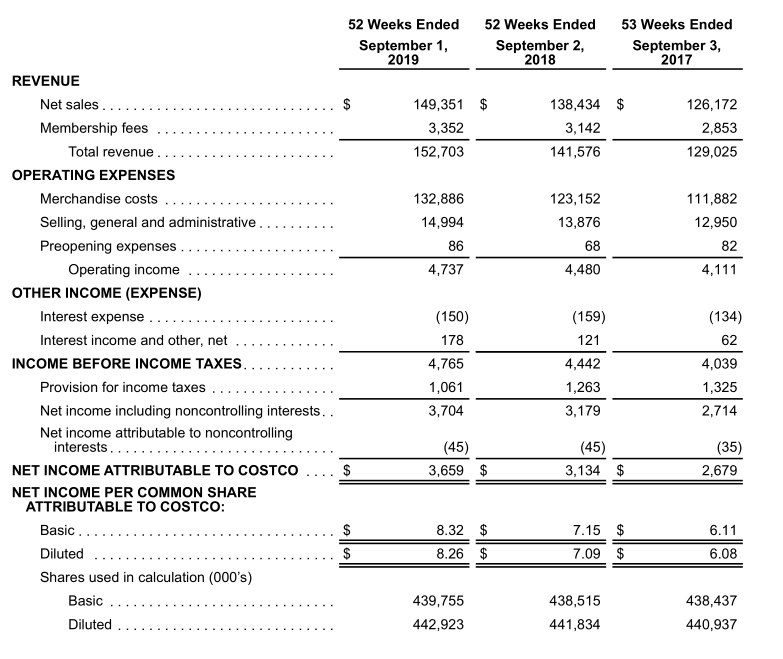 52 Weeks Ended 52 Weeks Ended 53 Weeks Ended
September 1, September 2, September 3,
2019 2018 2017
REVENUE
Net sales . . . . . . . . . . . . . . . . . . . . . . . . . . . . . . $ 149,351 $ 138,434 $ 126,172
Membership fees . . . . . . . . . . . . . . . . . . . . . . . 3,352 3,142 2,853
Total revenue . . . . . . . . . . . . . . . . . . . . . . . 152,703 141,576 129,025
OPERATING EXPENSES
Merchandise costs . . . . . . . . . . . . . . . . . . . . . . 132,886 123,152 111,882
Selling, general and administrative . . . . . . . . . . 14,994 13,876 12,950
Preopening expenses . . . . . . . . . . . . . . . . . . . . 86 68 82
Operating income . . . . . . . . . . . . . . . . . . . 4,737 4,480 4,111
OTHER INCOME (EXPENSE)
Interest expense . . . . . . . . . . . . . . . . . . . . . . . . (150) (159) (134)
Interest income and other, net . . . . . . . . . . . . . 178 121 62
INCOME BEFORE INCOME TAXES . . . . . . . . . . . . 4,765 4,442 4,039
Provision for income taxes . . . . . . . . . . . . . . . . 1,061 1,263 1,325
Net income including noncontrolling interests . . 3,704 3,179 2,714
Net income attributable to noncontrolling
interests . . . . . . . . . . . . . . . . . . . . . . . . . . . . . (45) (45) (35)
NET INCOME ATTRIBUTABLE TO COSTCO . . . . $ 3,659 $ 3,134 $ 2,679
NET INCOME PER COMMON SHARE
ATTRIBUTABLE TO COSTCO:
Basic . . . . . . . . . . . . . . . . . . . . . . . . . . . . . . . . . $ 8.32 $ 7.15 $ 6.11
Diluted . . . . . . . . . . . . . . . . . . . . . . . . . . . . . . . $ 8.26 $ 7.09 $ 6.08
Shares used in calculation (000’s)
Basic . . . . . . . . . . . . . . . . . . . . . . . . . . . . . 439,755 438,515 438,437
Diluted . . . . . . . . . . . . . . . . . . . . . . . . . . . . 442,923 441,834 440,937